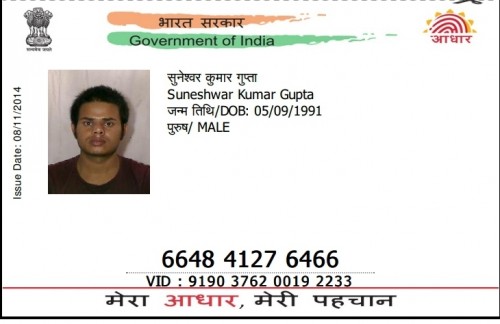 भारत सरकार
Government of India
आधार
Issue Date: 08/11/2014
सुनेश्वर कुमार गुप्ता
Suneshwar Kumar Gupta
जन्म तिथि/DOB: 05/09/1991
पुरुष/ MALE
6648 4127 6466
VID : 9190 3762 0019 2233
मेरा आधार, मेरी पहचान